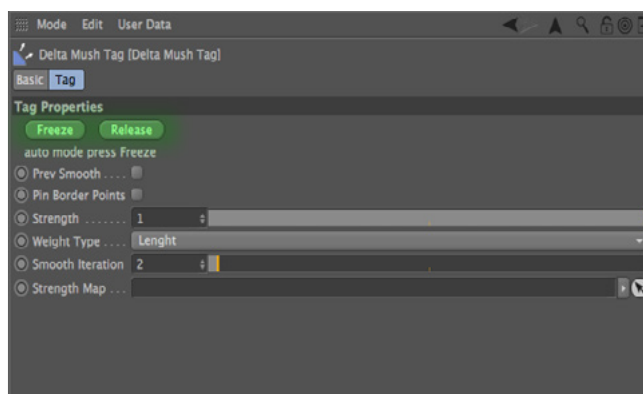 Mode Edit User Data
Delta Mush Tag [Delta Mush Tag]
Basic Tag
Tag Properties
Freeze Release
auto mode press Freeze
Prev Smooth ....
Pin Border Points
Strength ....... 1
Weight Type .... Lenght
Smooth Iteration 2
Strength Map ...